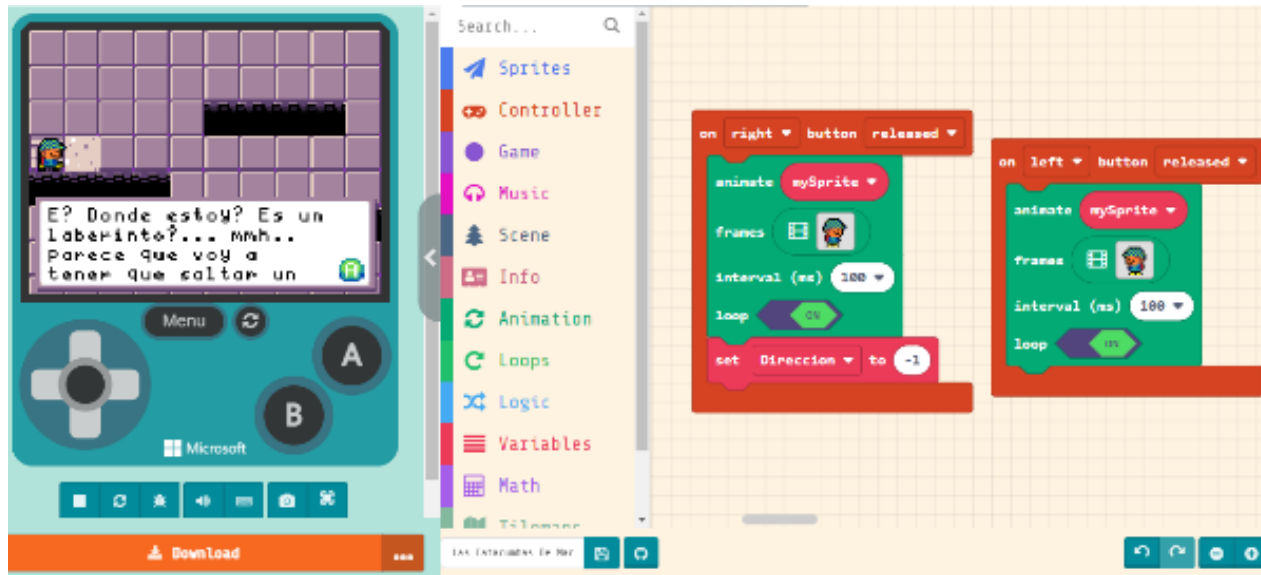 E? Donde estoy? Es un
laberinto?... mmh..
parece que voy a
tener que saltar un
A
Menu
A
B
Microsoft
Download
Search...
Sprites
Controller
Game
Music
Scene
Info
Animation
Loops
Logic
Variables
Math
Tilemaps
on right button released
animate mySprite
frames
interval (ms) 100
loop ON
set Direccion to -1
on left button released
animate mySprite
frames
interval (ms) 100
loop ON